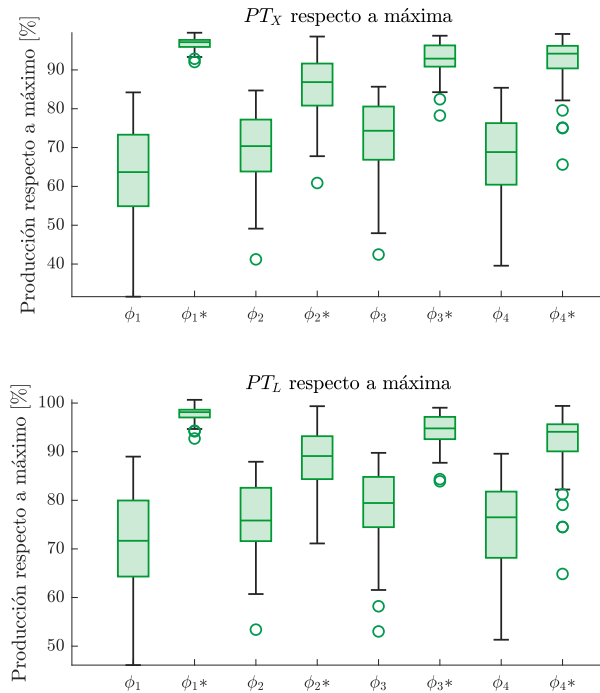 PT_X respecto a máxima
Producción respecto a máximo [%]
90
80
70
60
50
40
ϕ₁ ϕ₁* ϕ₂ ϕ₂* ϕ₃ ϕ₃* ϕ₄ ϕ₄*
PT_L respecto a máxima
Producción respecto a máximo [%]
100
90
80
70
60
50
ϕ₁ ϕ₁* ϕ₂ ϕ₂* ϕ₃ ϕ₃* ϕ₄ ϕ₄*